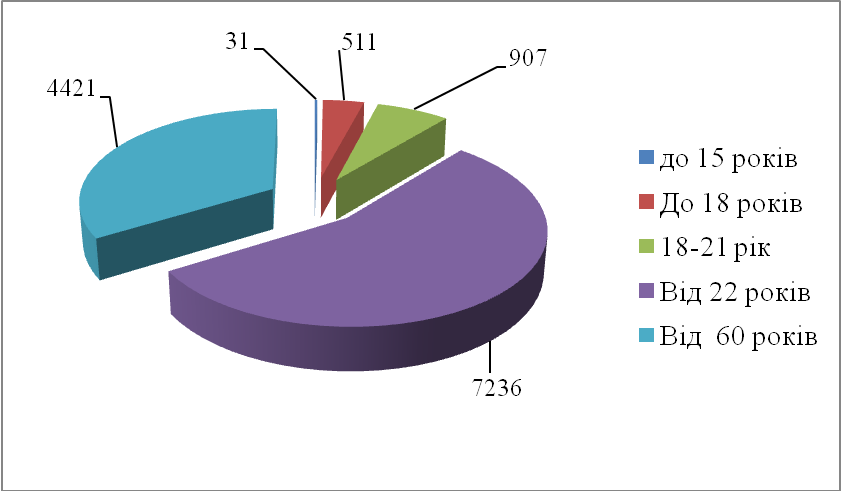 31
511
907
4421
7236
до 15 років
До 18 років
18-21 рік
Від 22 років
Від  60 років